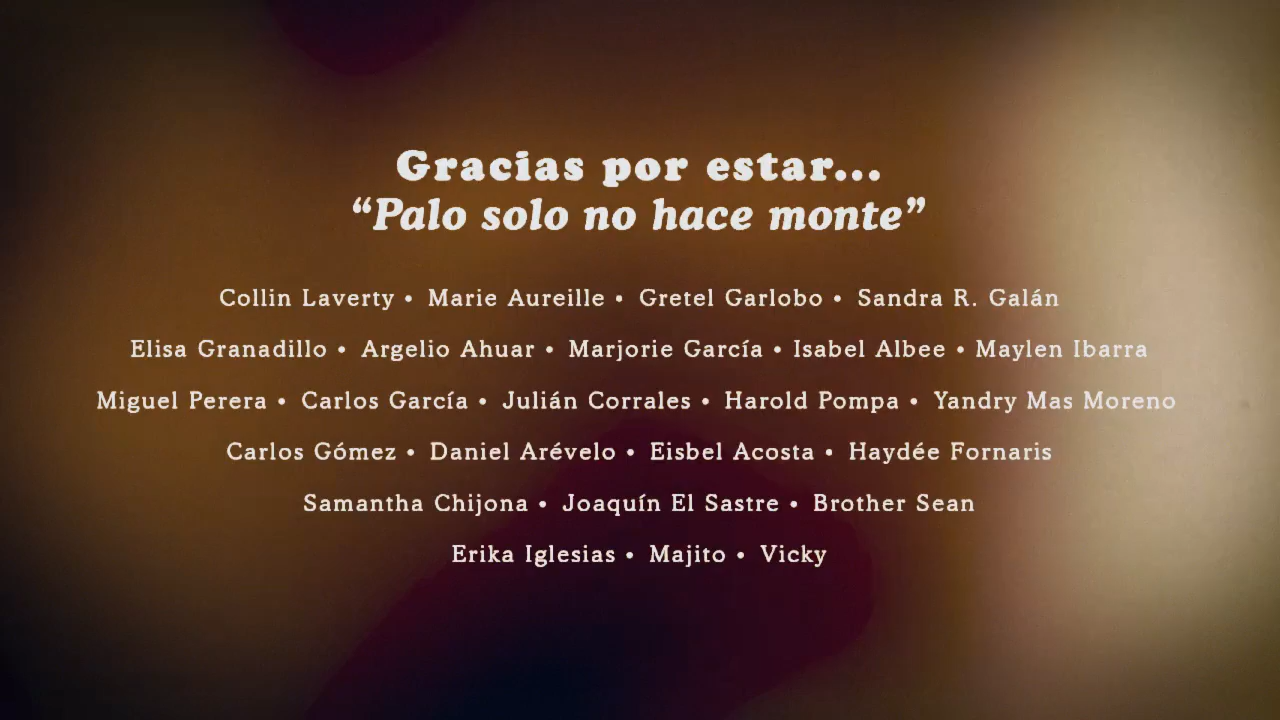 Gracias por estar...
“Palo solo no hace monte”
Collin Laverty • Marie Aureille • Gretel Garlobo • Sandra R. Galán
Elisa Granadillo • Argelio Ahuar • Marjorie García • Isabel Albee • Maylen Ibarra
Miguel Perera • Carlos García • Julián Corrales • Harold Pompa • Yandry Mas Moreno
Carlos Gómez • Daniel Arévelo • Eisbel Acosta • Haydée Fornaris
Samantha Chijona • Joaquín El Sastre • Brother Sean
Erika Iglesias • Majito • Vicky